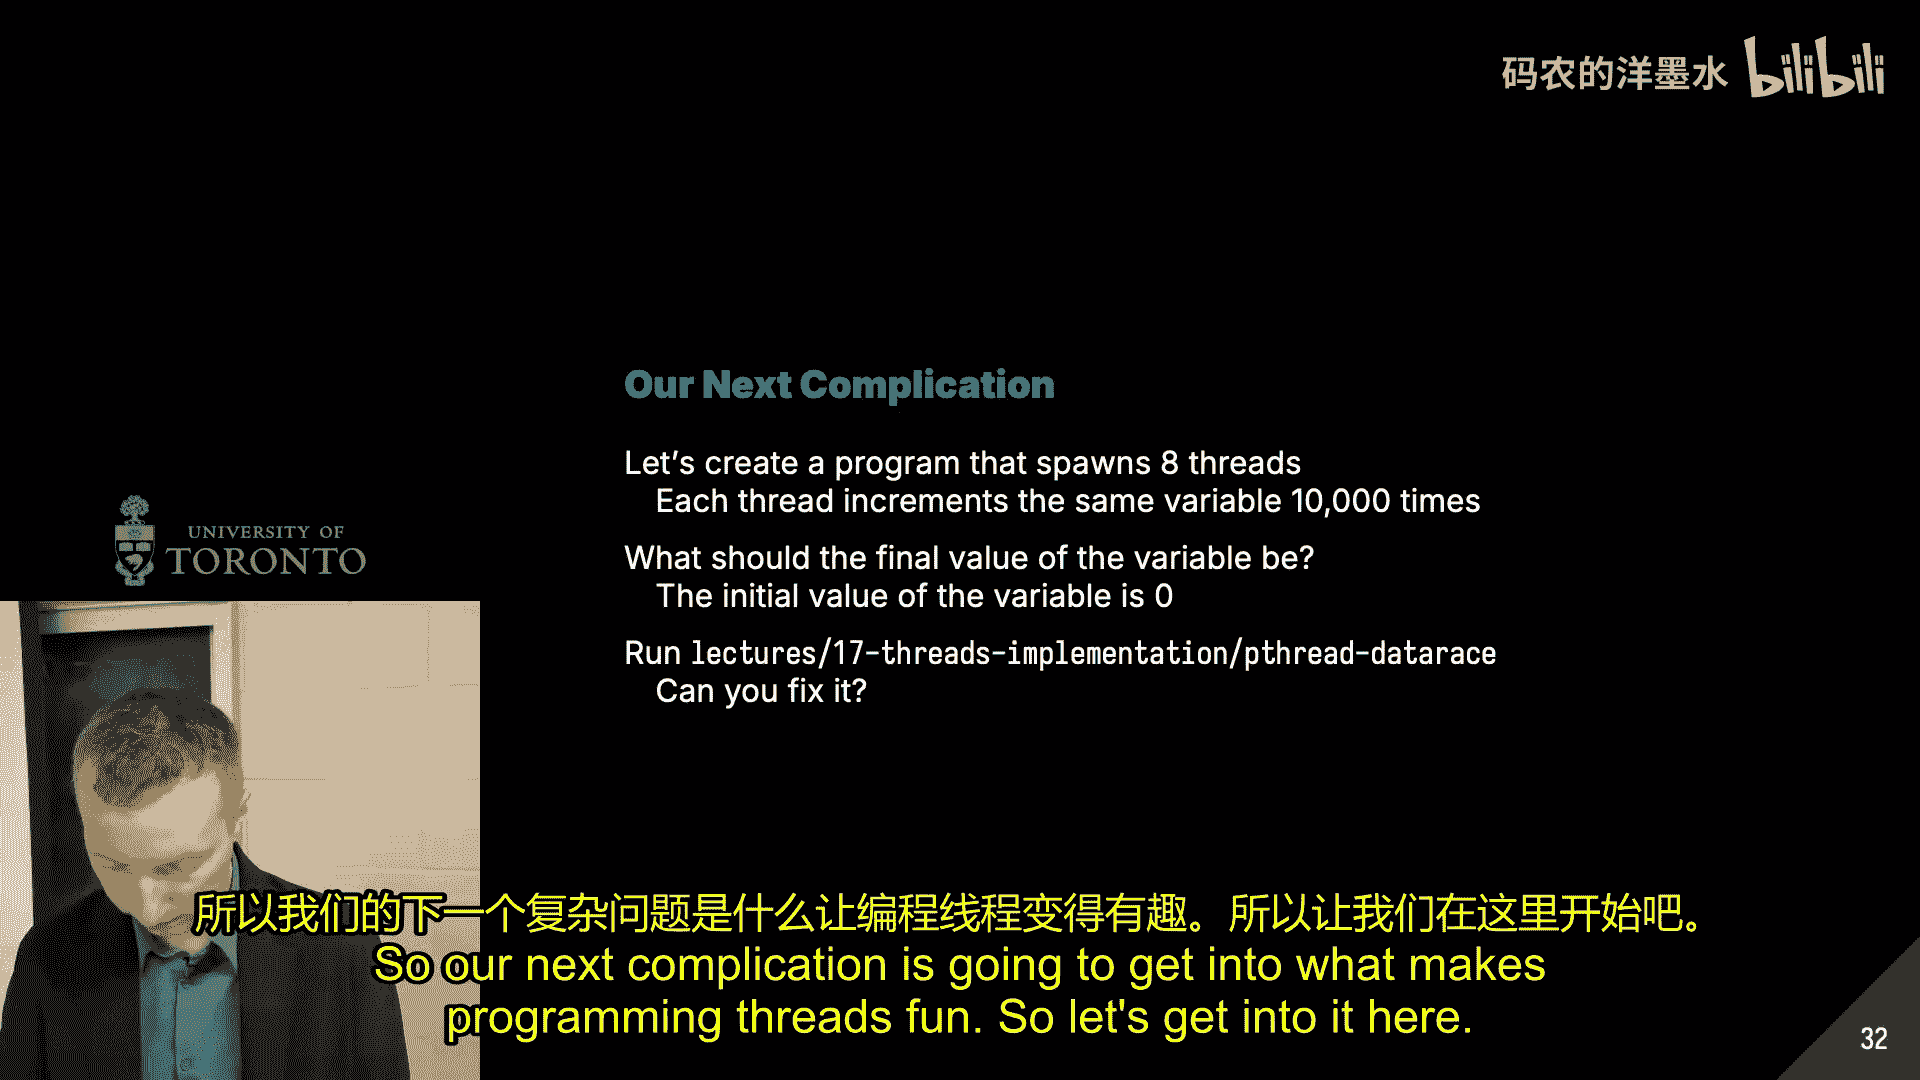 码农的洋墨水 bilibili
Our Next Complication
Let’s create a program that spawns 8 threads
Each thread increments the same variable 10,000 times
What should the final value of the variable be?
The initial value of the variable is 0
Run lectures/17-threads-implementation/pthread-datarace
Can you fix it?
UNIVERSITY OF
TORONTO
所以我们的下一个复杂问题是什么让编程线程变得有趣。所以让我们在这里开始吧。
So our next complication is going to get into what makes
programming threads fun. So let's get into it here.
32